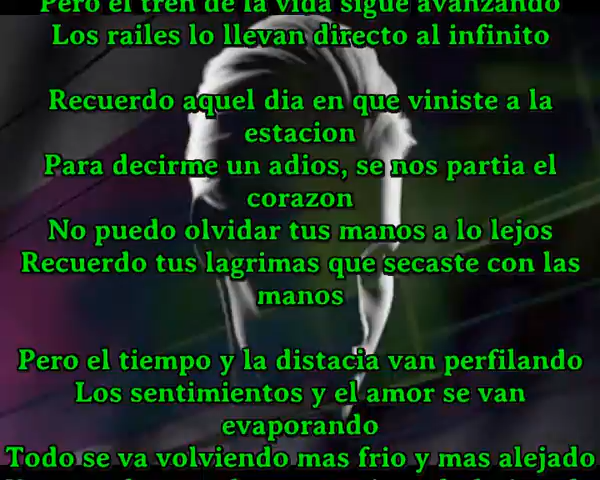 Pero el tren de la vida sigue avanzando
Los railes lo llevan directo al infinito
Recuerdo aquel dia en que viniste a la
estacion
Para decirme un adios, se nos partia el
corazon
No puedo olvidar tus manos a lo lejos
Recuerdo tus lagrimas que secaste con las
manos
Pero el tiempo y la distacia van perfilando
Los sentimientos y el amor se van
evaporando
Todo se va volviendo mas frio y mas alejado